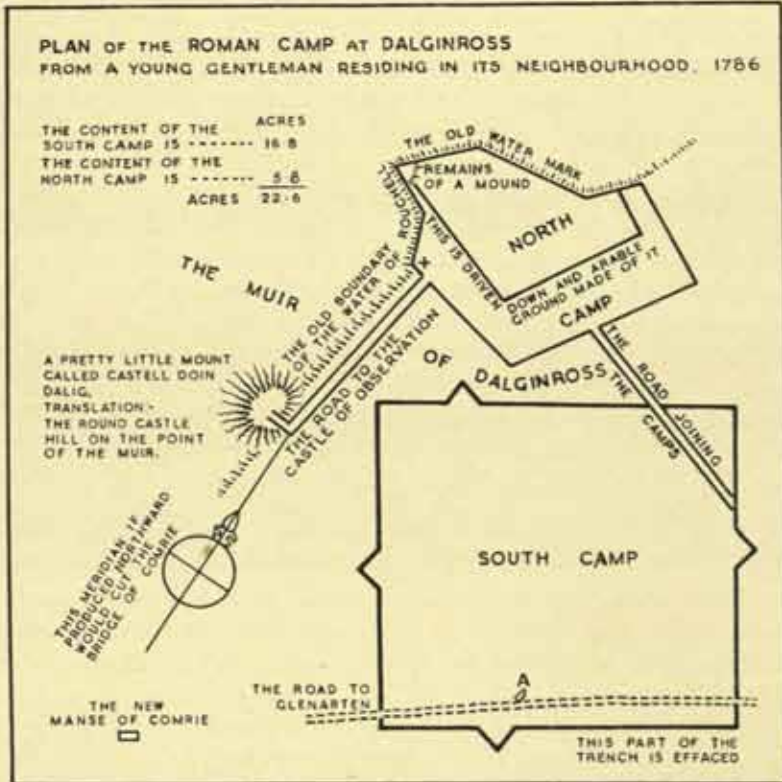 PLAN OF THE ROMAN CAMP AT DALGINROSS
FROM A YOUNG GENTLEMAN RESIDING IN ITS NEIGHBOURHOOD, 1786
ACRES
THE CONTENT OF THE
SOUTH CAMP IS ------- 16.8
THE CONTENT OF THE
NORTH CAMP IS ------- 5.8
ACRES 22.6
THE OLD WATER MARK
REMAINS
OF A MOUND
NORTH
CAMP
THIS IS DRIVEN
DOWN AND ARABLE
GROUND MADE OF IT
THE MUIR
OF DALGINROSS
THE OLD BOUNDARY
OF THE WATER OF ROUCHELL
X
THE ROAD TO THE
CASTLE OF OBSERVATION
A PRETTY LITTLE MOUNT
CALLED CASTELL DOIN
DALIG,
TRANSLATION-
THE ROUND CASTLE
HILL ON THE POINT
OF THE MUIR.
THE ROAD JOINING
THE CAMPS
SOUTH CAMP
THIS MERIDIAN IF
PRODUCED NORTHWARD
WOULD CUT THE
BRIDGE OF COMRIE
A
THE ROAD TO
GLENARTEN
THE NEW
MANSE OF COMRIE
THIS PART OF THE
TRENCH IS EFFACED